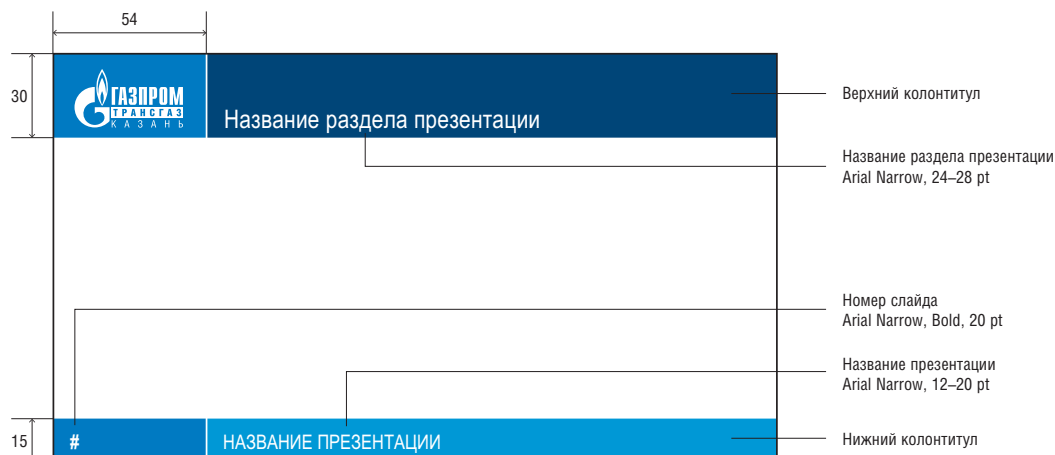 54
30
ГАЗПРОМ
ТРАНСГАЗ
КАЗАНЬ
Название раздела презентации
Верхний колонтитул
Название раздела презентации
Arial Narrow, 24–28 pt
Номер слайда
Arial Narrow, Bold, 20 pt
Название презентации
Arial Narrow, 12–20 pt
15
#
НАЗВАНИЕ ПРЕЗЕНТАЦИИ
Нижний колонтитул